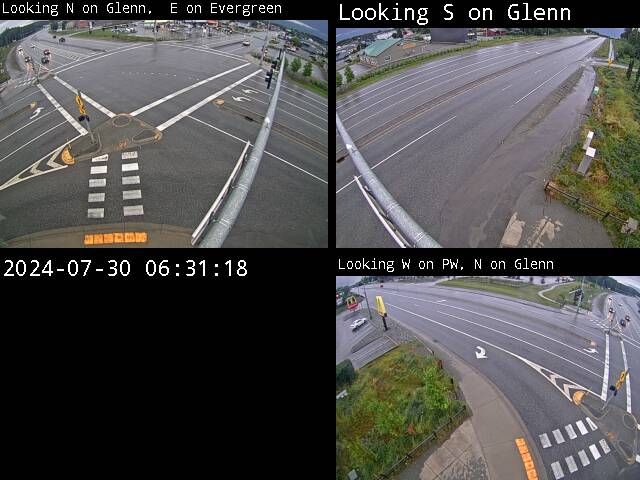 Looking N on Glenn,  E on Evergreen
Looking S on Glenn
2024-07-30 06:31:18
Looking W on PW, N on Glenn